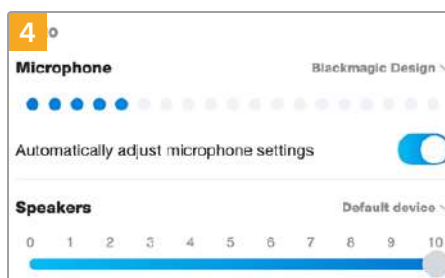 4 o
Microphone Blackmagic Design
Automatically adjust microphone settings
Speakers Default device
0 1 2 3 4 5 6 7 8 9 10